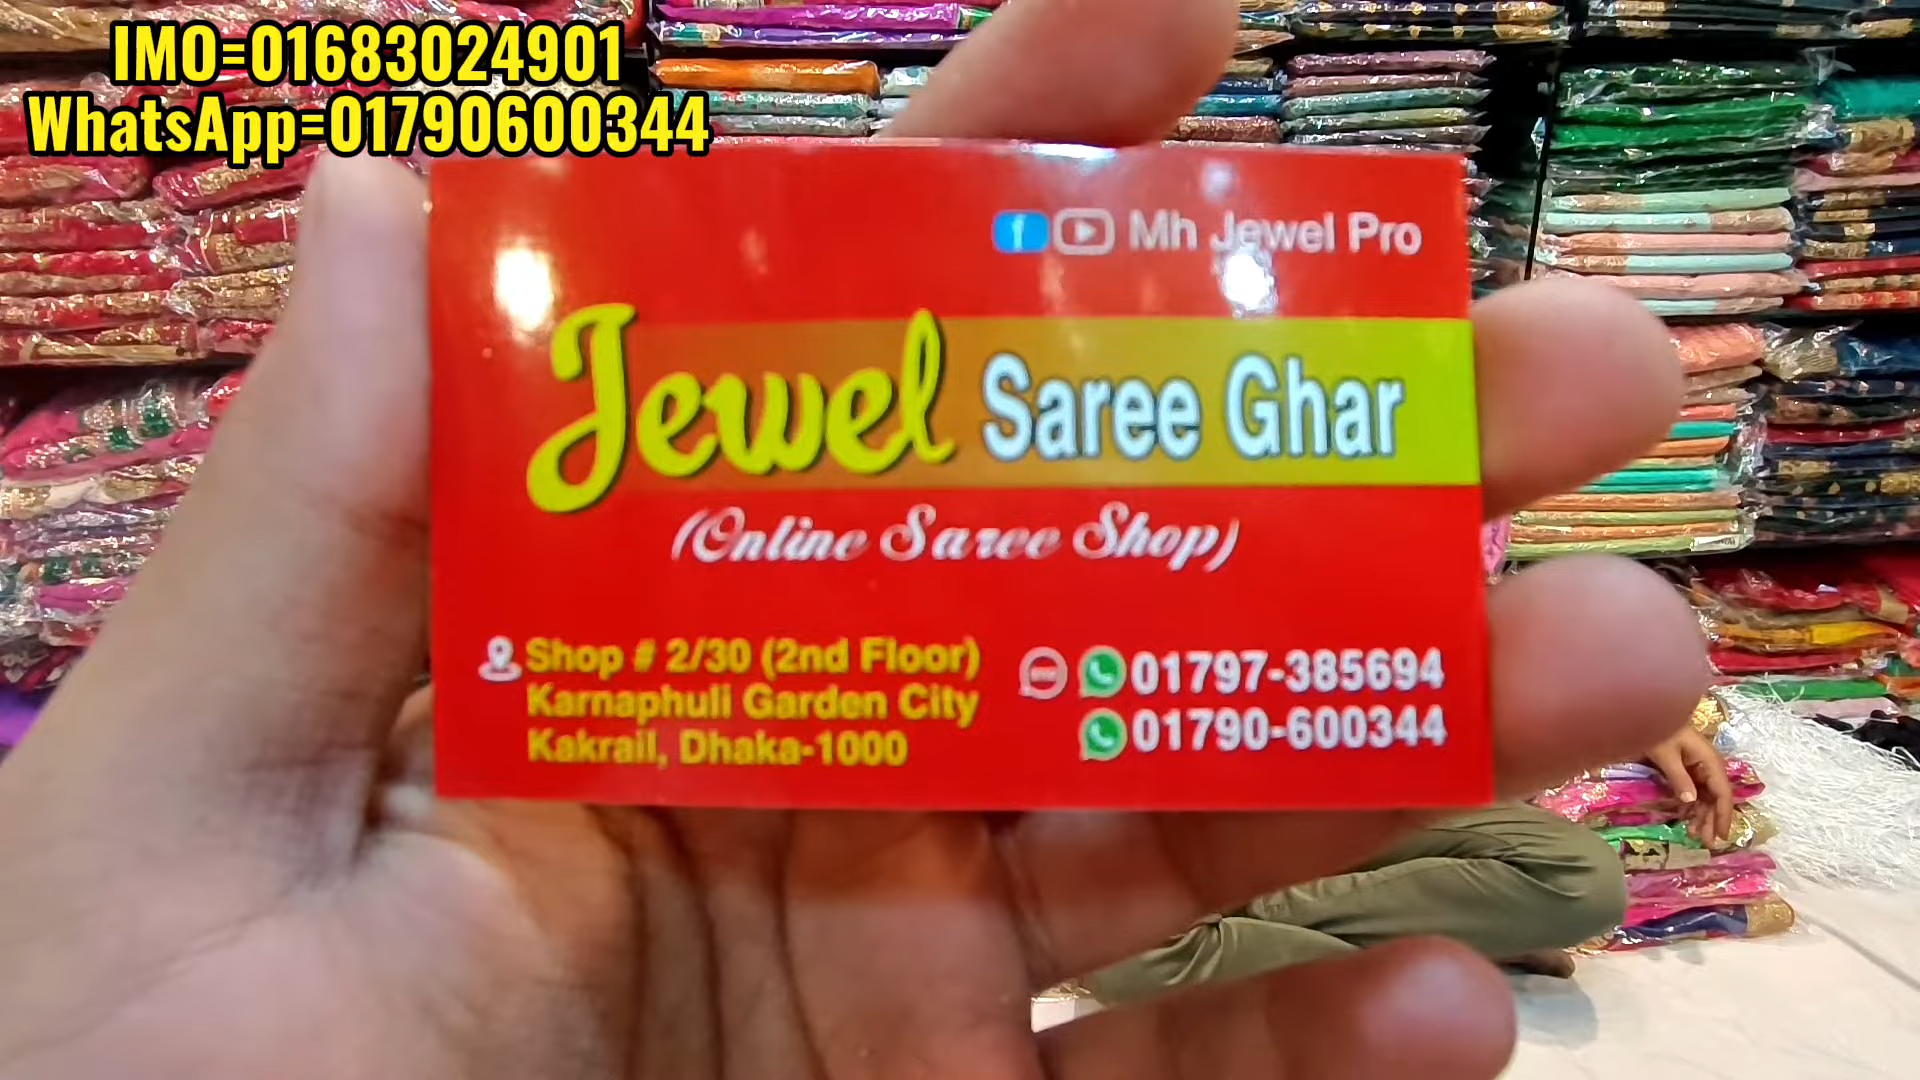 IMO=01683024901
WhatsApp=01790600344
Mh Jewel Pro
Jewel Saree Ghar
(Online Saree Shop)
Shop # 2/30 (2nd Floor)
Karnaphuli Garden City
Kakrail, Dhaka-1000
01797-385694
01790-600344